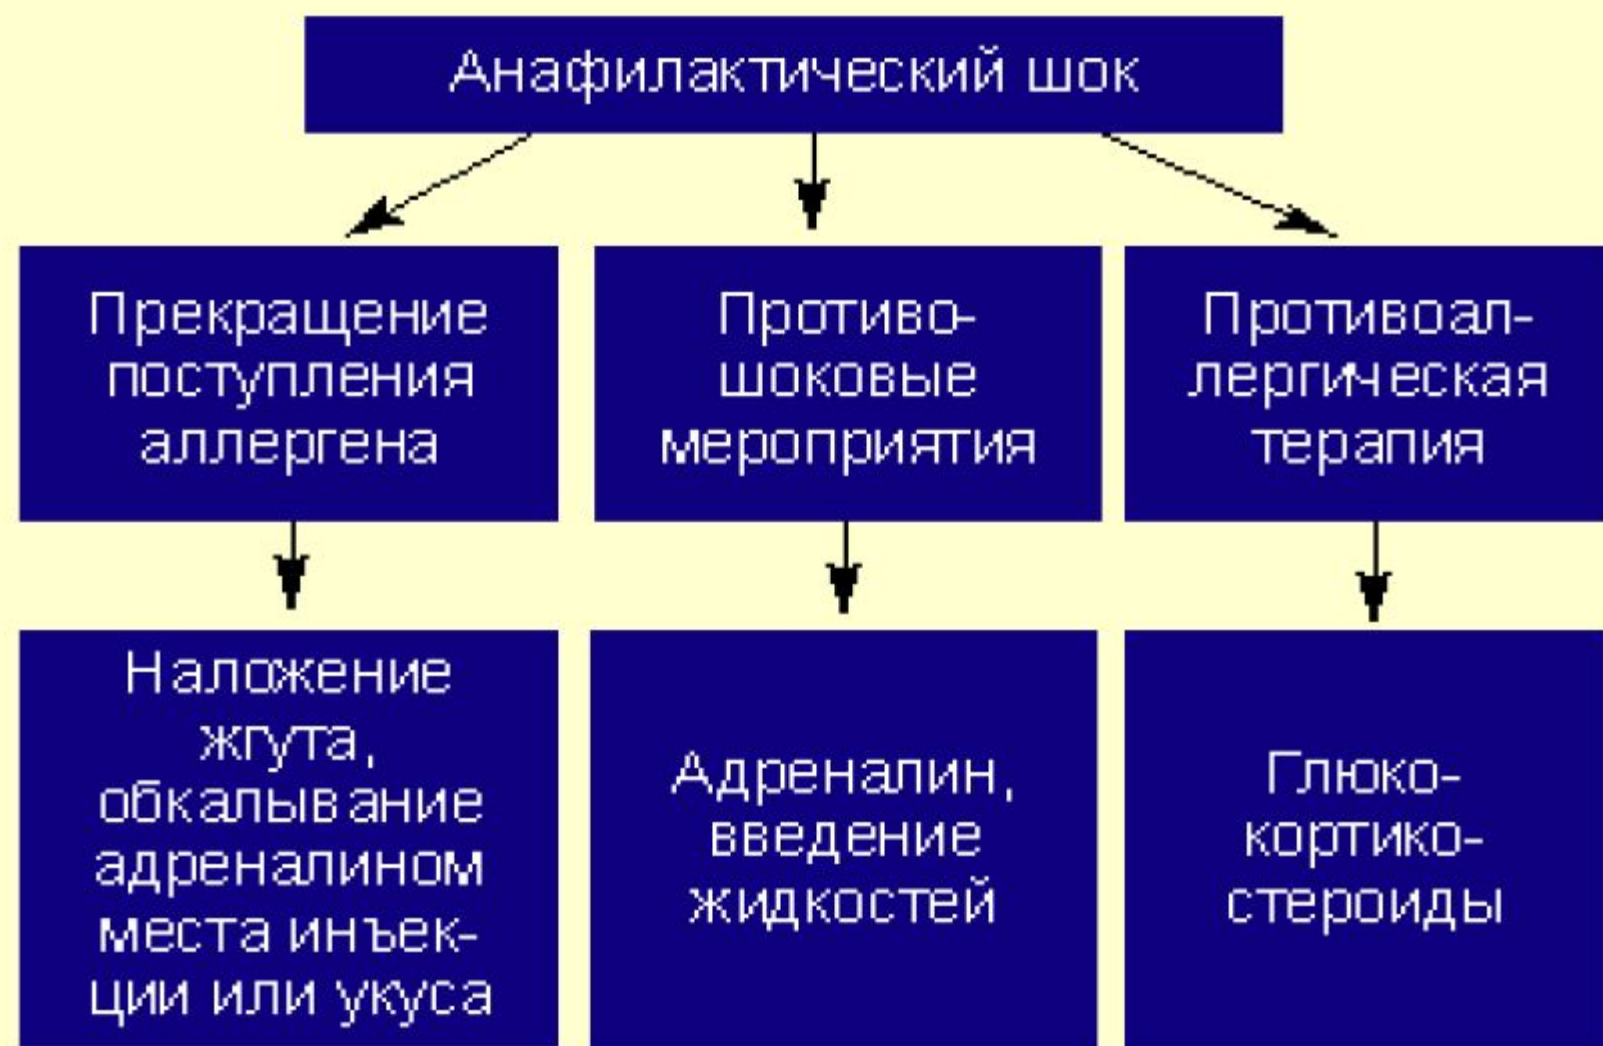 Анафилактический шок
Прекращение
поступления
аллергена
Противо-
шоковые
мероприятия
Противоал-
лергическая
терапия
Наложение
жгута,
обкалывание
адреналином
места инъек-
ции или укуса
Адреналин,
введение
жидкостей
Глюко-
кортико-
стероиды